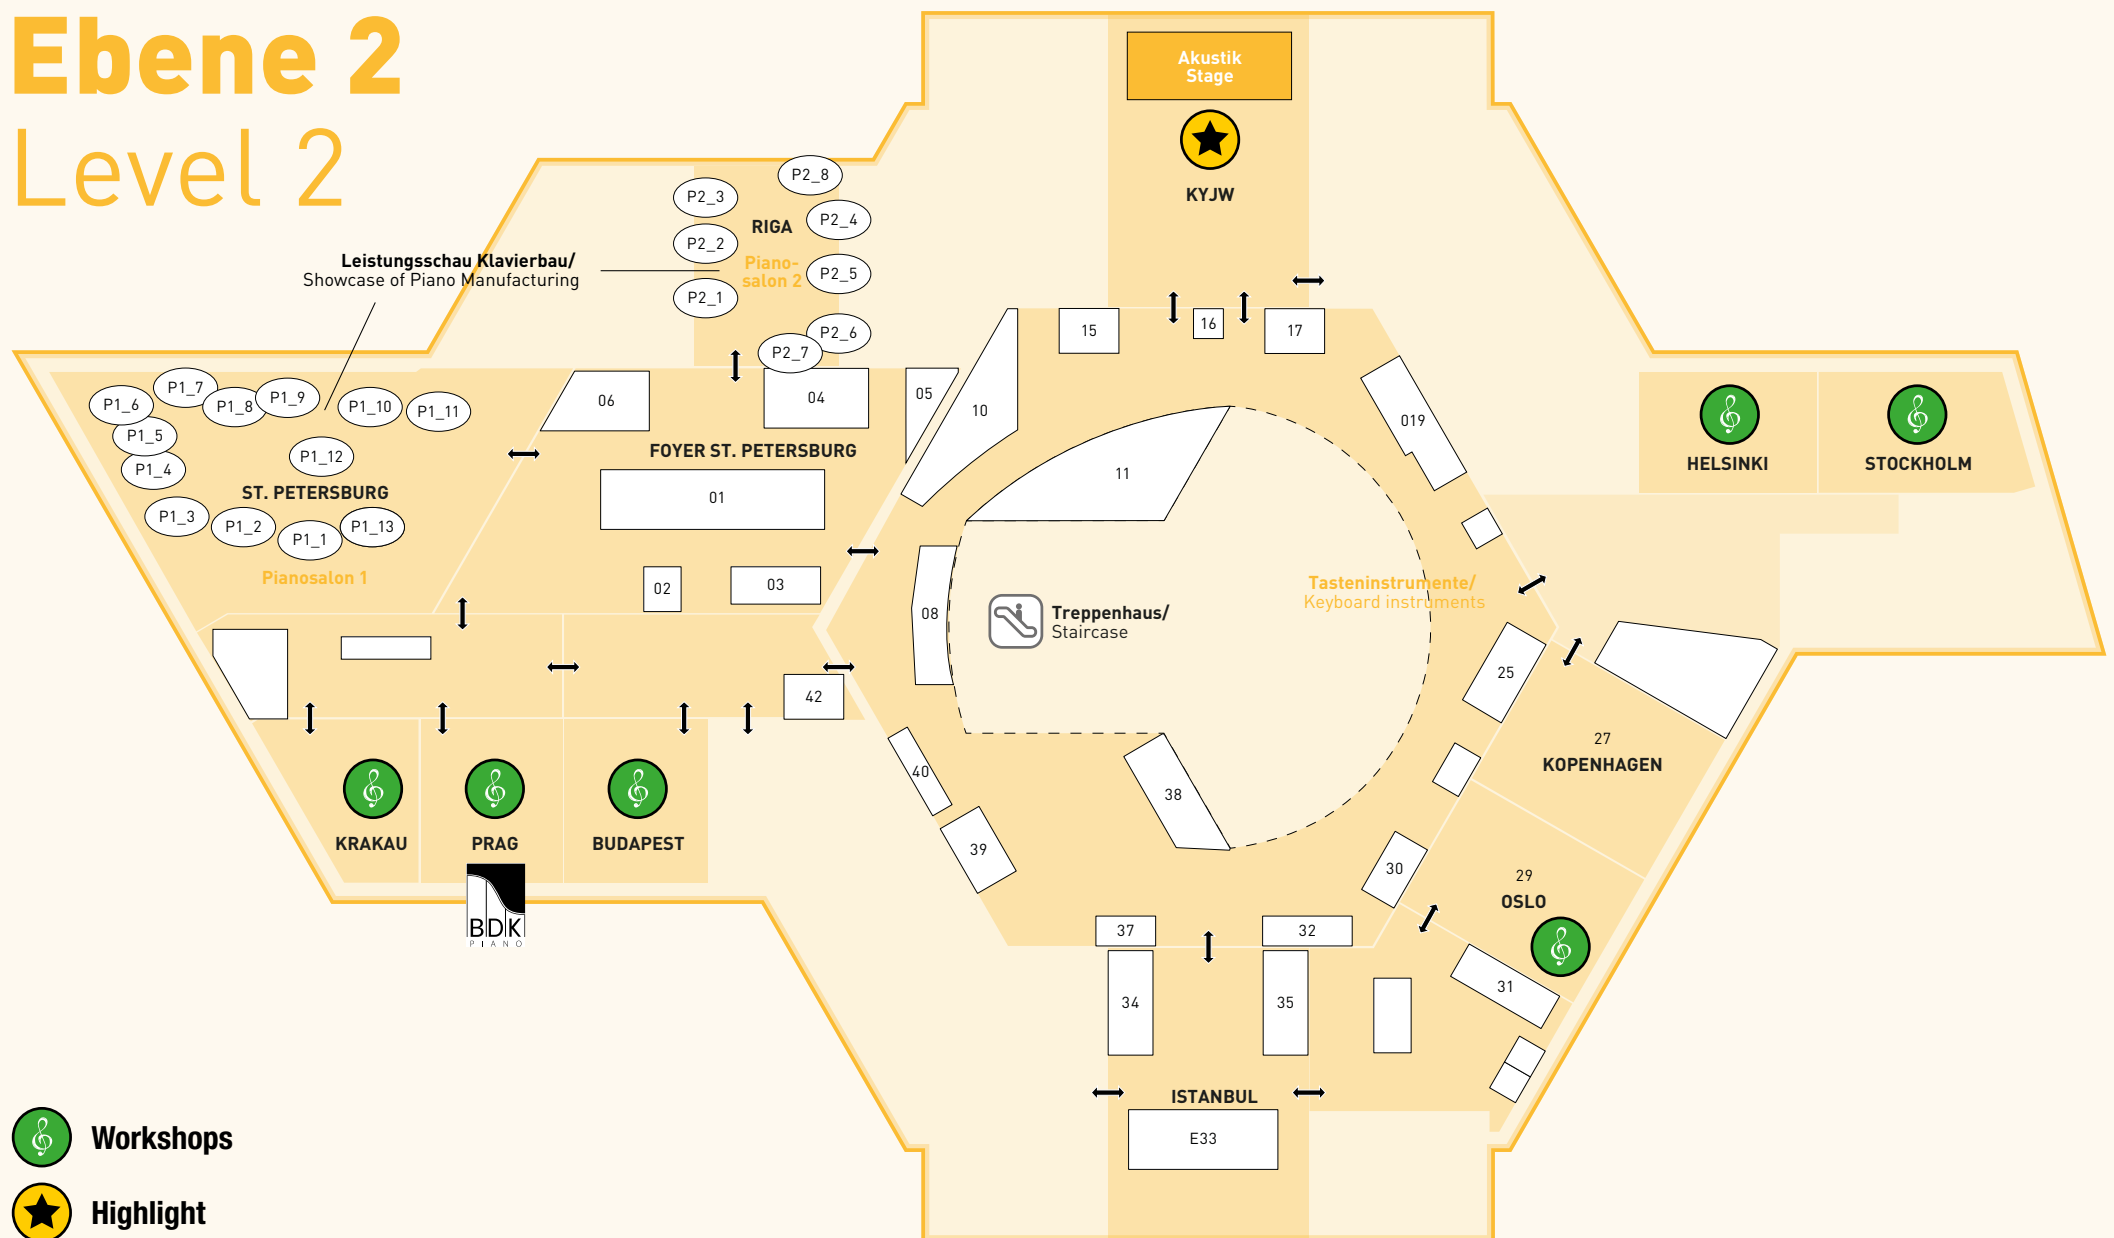 Ebene 2
Level 2
Akustik
Stage
KYJW
P2_8
P2_3
P2_4
RIGA
P2_2
Piano-
salon 2
P2_5
P2_1
P2_6
P2_7
Leistungsschau Klavierbau/
Showcase of Piano Manufacturing
P1_7
P1_6
P1_8
P1_9
P1_10
P1_11
P1_5
P1_4
P1_12
ST. PETERSBURG
P1_3
P1_2
P1_1
P1_13
Pianosalon 1
06
04
05
FOYER ST. PETERSBURG
01
02
03
10
15
16
17
019
11
08
Treppenhaus/
Staircase
Tasteninstrumente/
Keyboard instruments
HELSINKI
STOCKHOLM
42
25
27
KOPENHAGEN
40
38
39
30
29
OSLO
KRAKAU
PRAG
BUDAPEST
BDK
PIANO
37
32
34
35
31
ISTANBUL
E33
Workshops
Highlight